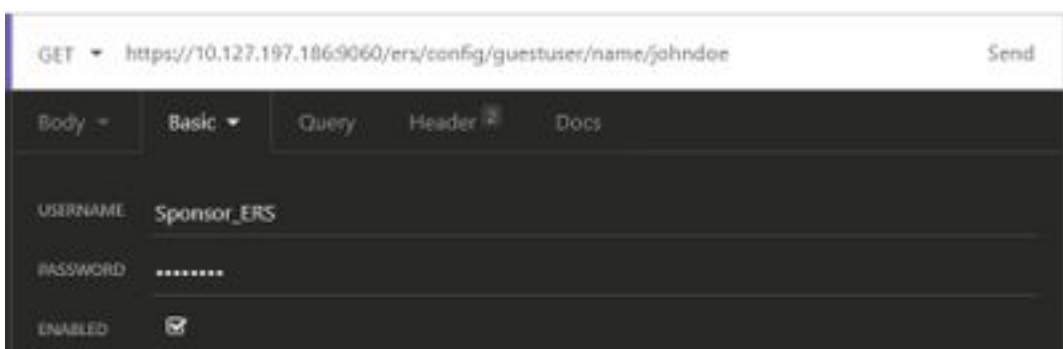 GET https://10.127.197.186:9060/ers/config/guestuser/name/johndoe Send
Body Basic Query Header 2 Docs
USERNAME Sponsor_ERS
PASSWORD ••••••••
ENABLED